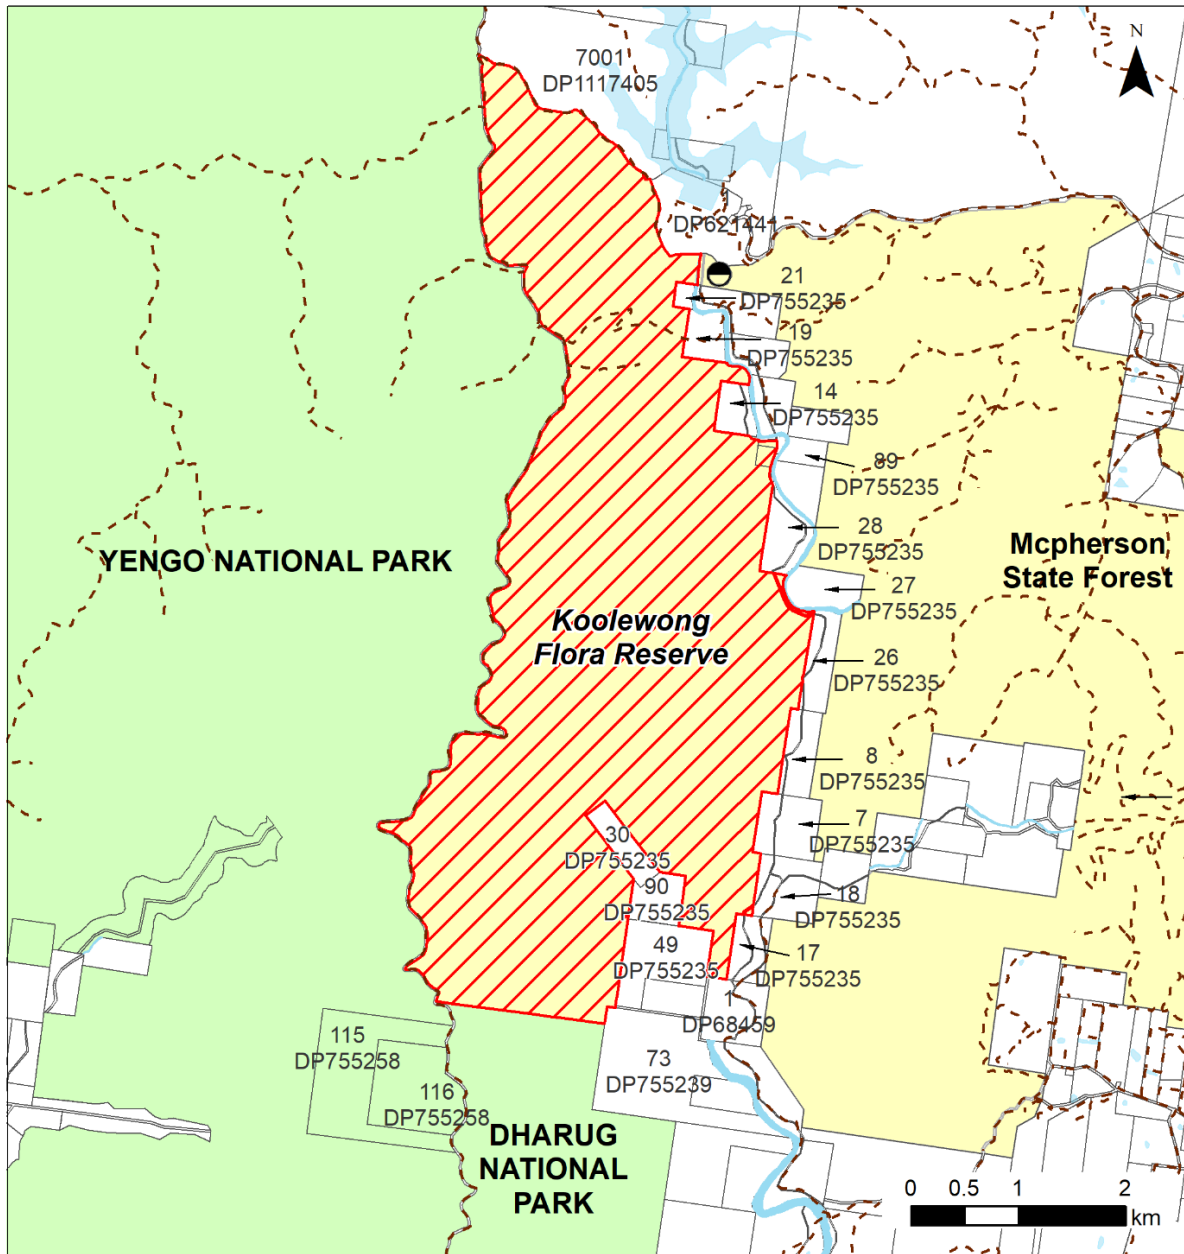 N
7001
DP1117405
DP621441
21
DP755235
19
DP755235
14
DP755235
89
DP755235
28
DP755235
YENGO NATIONAL PARK
Mcpherson
State Forest
27
DP755235
Koolewong
Flora Reserve
26
DP755235
8
DP755235
7
DP755235
30
DP755235
90
DP755235
18
DP755235
49
DP755235
17
DP755235
1
DP68459
115
DP755258
73
DP755239
116
DP755258
DHARUG
NATIONAL
PARK
0 0.5 1 2
km